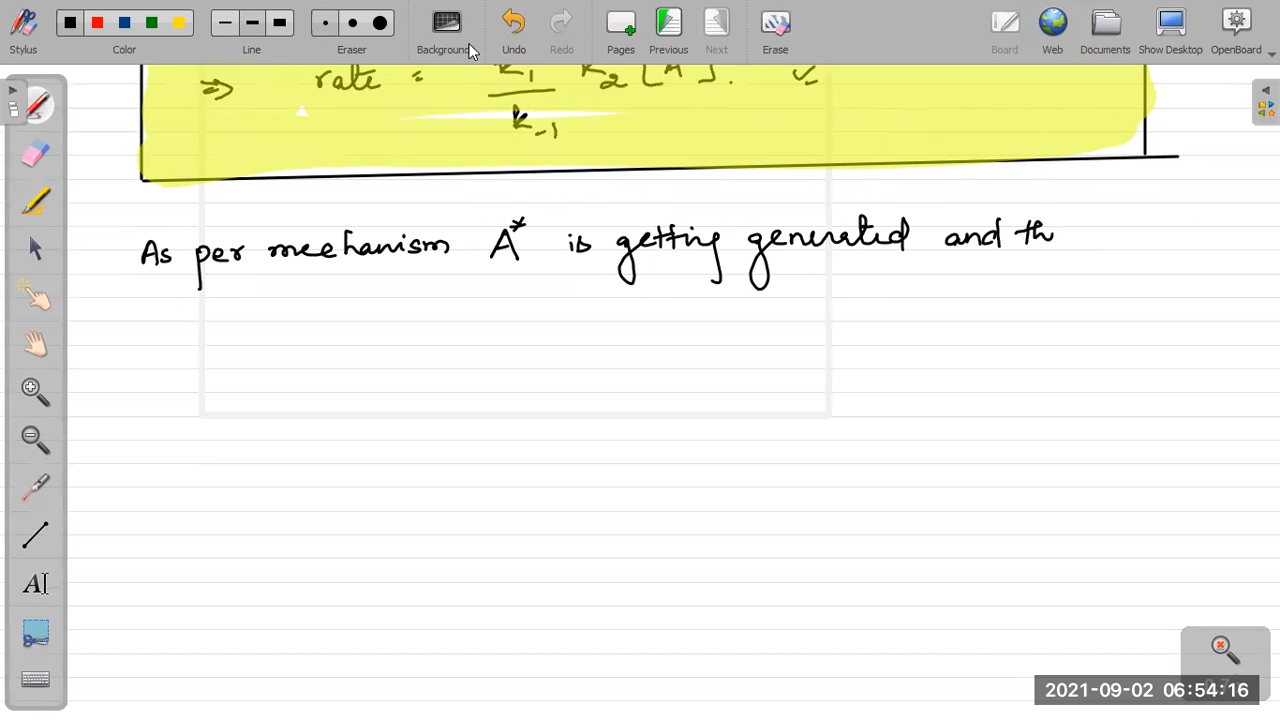 Stylus Color Line Eraser Background Undo Redo Pages Previous Next Erase Board Web Documents Show Desktop OpenBoard
⇒ rate = k₁/k₋₁ k₂ [A]. ✓
As per mechanism A* is getting generated and th
2021-09-02 06:54:16